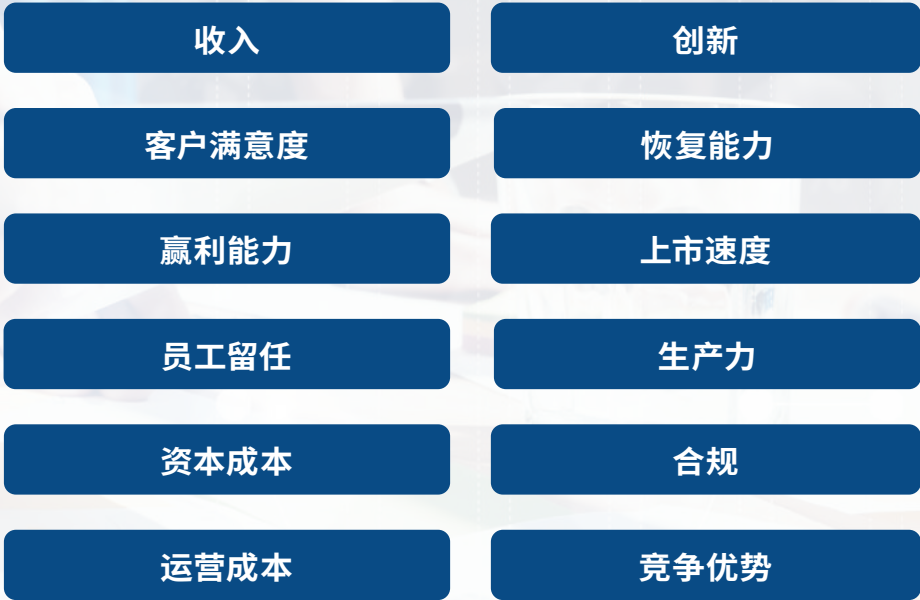 收入
创新
客户满意度
恢复能力
赢利能力
上市速度
员工留任
生产力
资本成本
合规
运营成本
竞争优势